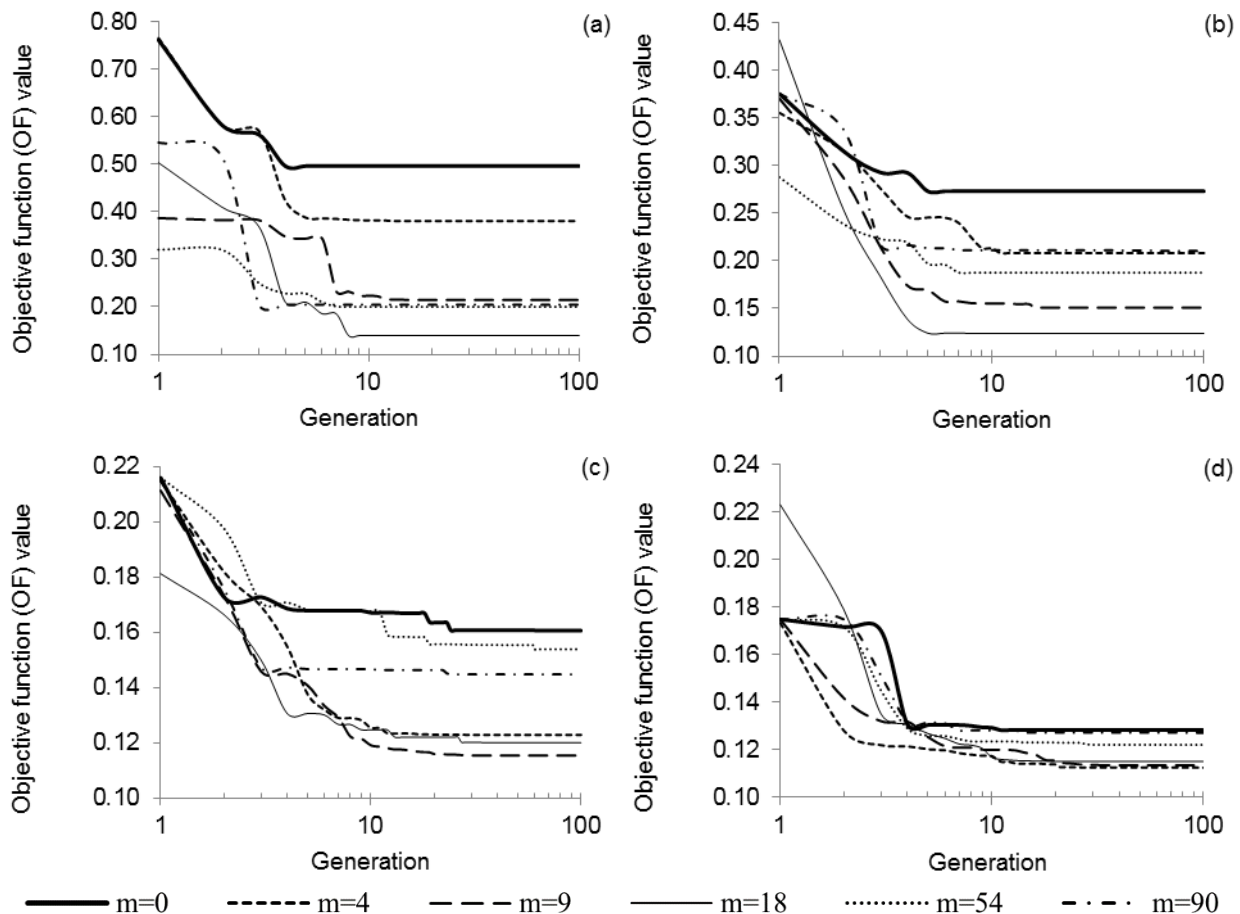 (a)
Objective function (OF) value
0.80
0.70
0.60
0.50
0.40
0.30
0.20
0.10
1
10
100
Generation
(b)
Objective function (OF) value
0.45
0.40
0.35
0.30
0.25
0.20
0.15
0.10
1
10
100
Generation
(c)
Objective function (OF) value
0.22
0.20
0.18
0.16
0.14
0.12
0.10
1
10
100
Generation
(d)
Objective function (OF) value
0.24
0.22
0.20
0.18
0.16
0.14
0.12
0.10
1
10
100
Generation
m=0
m=4
m=9
m=18
m=54
m=90